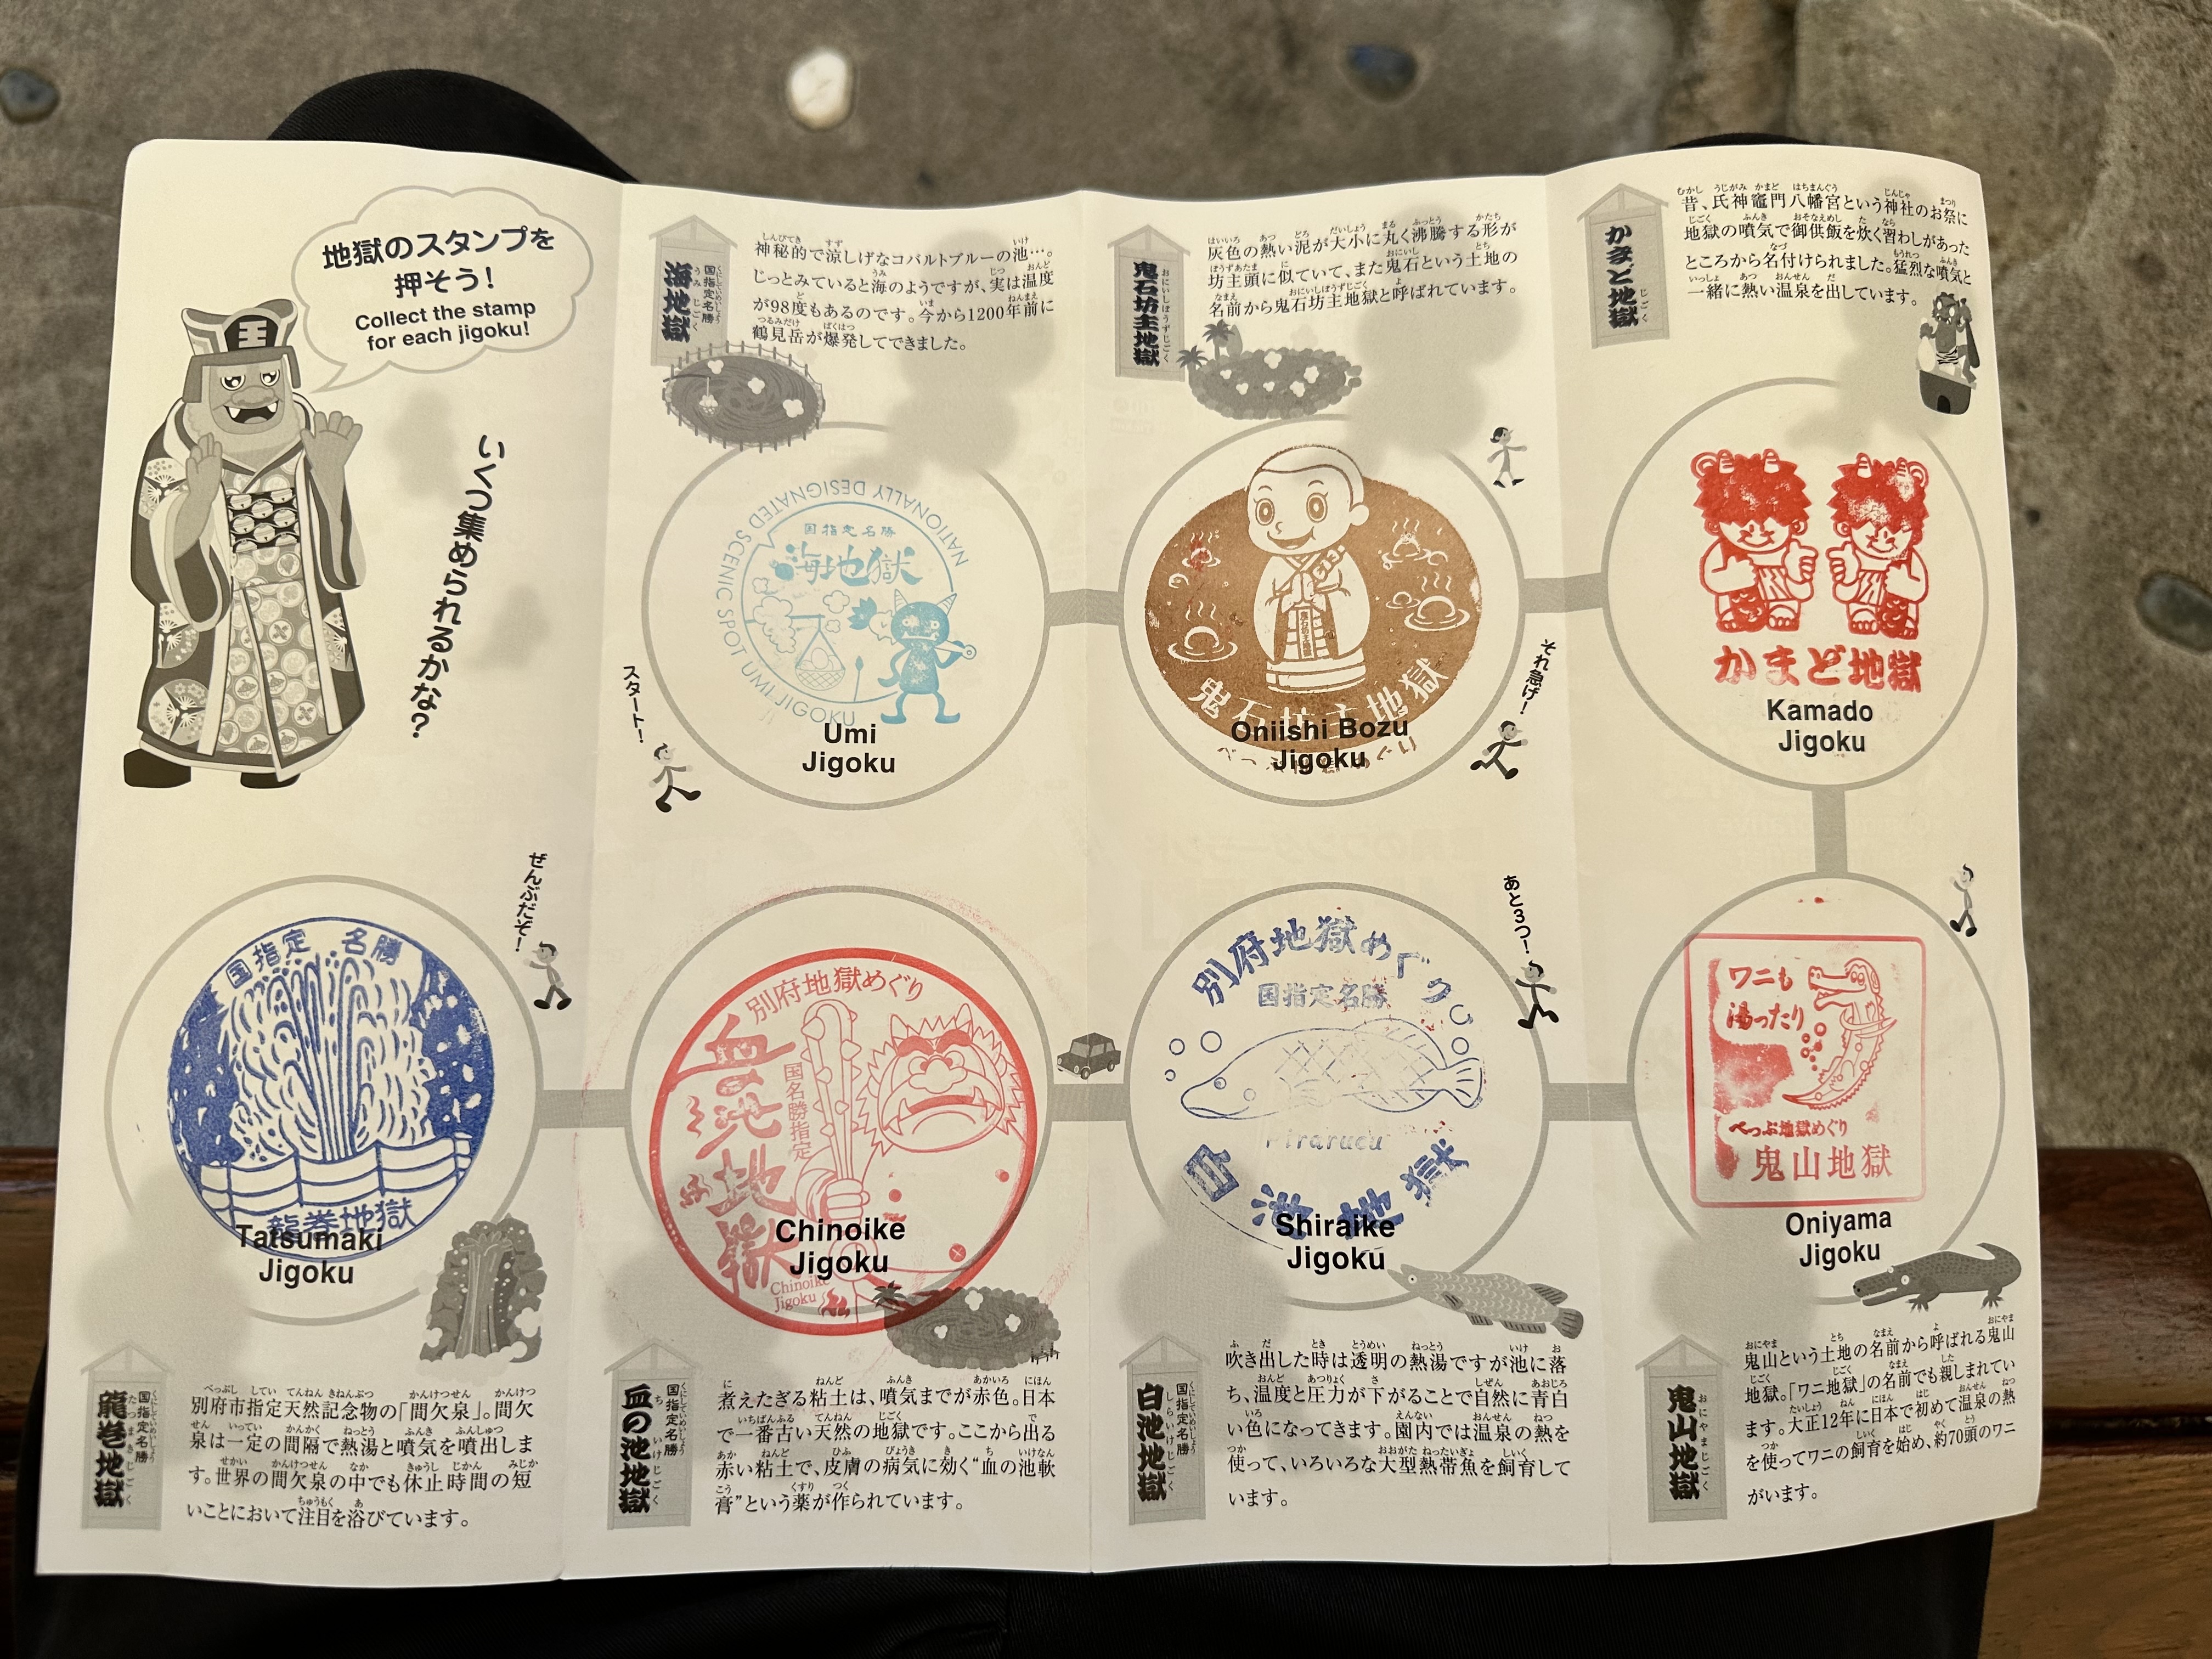 地獄のスタンプを
押そう!
Collect the stamp
for each jigoku!
王
いくつ集められるかな?
国指定名勝
海地獄
神秘的で涼しげなコバルトブルーの池…。
じっとみていると海のようですが、実は温度
が98度もあるのです。今から1200年前に
鶴見岳が爆発してできました。
スタート!
NATIONALLY DESIGNATED SCENIC SPOT UMI JIGOKU
国指定名勝
海地獄
Umi
Jigoku
鬼石坊主地獄
灰色の熱い泥が大小に丸く沸騰する形が
坊主頭に似ていて、また鬼石という土地の
名前から鬼石坊主地獄と呼ばれています。
鬼石坊主地獄
Oniishi Bozu
Jigoku
それ急げ!
かまど地獄
昔、氏神竈門八幡宮という神社のお祭に
地獄の噴気で御供飯を炊く習わしがあった
ところから名付けられました。猛烈な噴気と
一緒に熱い温泉を出しています。
かまど地獄
Kamado
Jigoku
ワニも
湯ったり
べっぷ地獄めぐり
鬼山地獄
Oniyama
Jigoku
鬼山地獄
鬼山という土地の名前から呼ばれる鬼山
地獄。「ワニ地獄」の名前でも親しまれてい
ます。大正12年に日本で初めて温泉の熱
を使ってワニの飼育を始め、約70頭のワニ
がいます。
あと3つ!
別府地獄めぐり
国指定名勝
Pirarucu
白池地獄
Shiraike
Jigoku
国指定名勝
白池地獄
吹き出した時は透明の熱湯ですが池に落
ち、温度と圧力が下がることで自然に青白
い色になってきます。園内では温泉の熱を
使って、いろいろな大型熱帯魚を飼育して
います。
別府地獄めぐり
血の池地獄
国名勝指定
Chinoike
Jigoku
Chinoike
Jigoku
国指定名勝
血の池地獄
煮えたぎる粘土は、噴気までが赤色。日本
で一番古い天然の地獄です。ここから出る
赤い粘土で、皮膚の病気に効く“血の池軟
膏”という薬が作られています。
ぜんぶだぞ!
国指定 名勝
龍巻地獄
Tatsumaki
Jigoku
国指定名勝
龍巻地獄
別府市指定天然記念物の「間欠泉」。間欠
泉は一定の間隔で熱湯と噴気を噴出しま
す。世界の間欠泉の中でも休止時間の短
いことにおいて注目を浴びています。